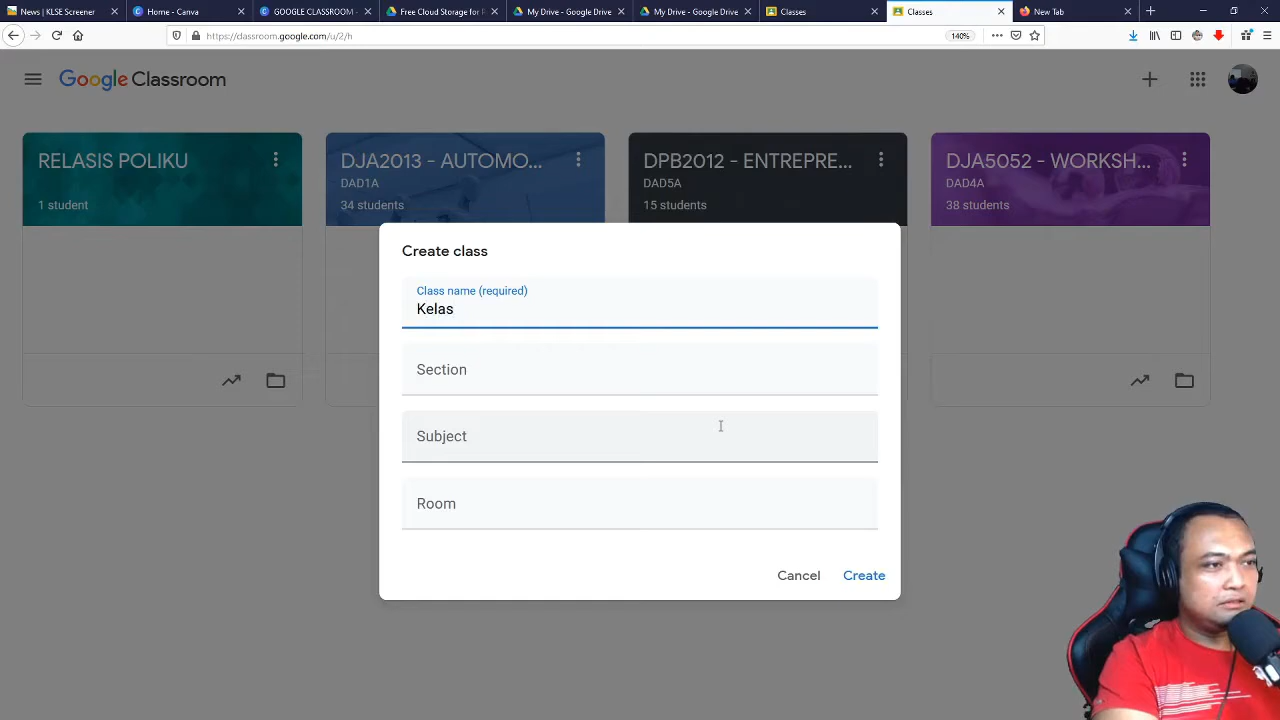 News | KLSE Screener
Home - Canva
GOOGLE CLASSROOM -
Free Cloud Storage for
My Drive - Google Drive
My Drive - Google Drive
Classes
Classes
New Tab
https://classroom.google.com/u/2/h
140%
Google Classroom
RELASIS POLIKU
1 student
DJA2013 - AUTOMO...
DAD1A
34 students
DPB2012 - ENTREPRE...
DAD5A
15 students
DJA5052 - WORKSH...
DAD4A
38 students
Create class
Class name (required)
Kelas
Section
Subject
Room
Cancel
Create